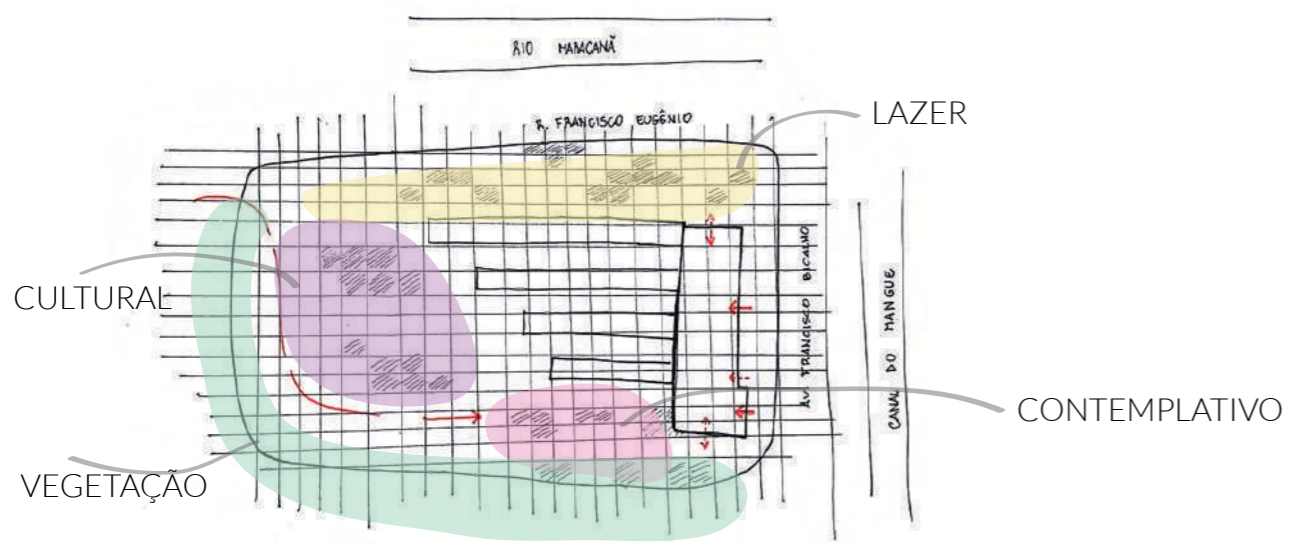 RIO MARACANÃ
R. FRANCISCO EUGÊNIO
LAZER
AV. FRANCISCO BICALHO
CANAL DO MANGUE
CULTURAL
CONTEMPLATIVO
VEGETAÇÃO